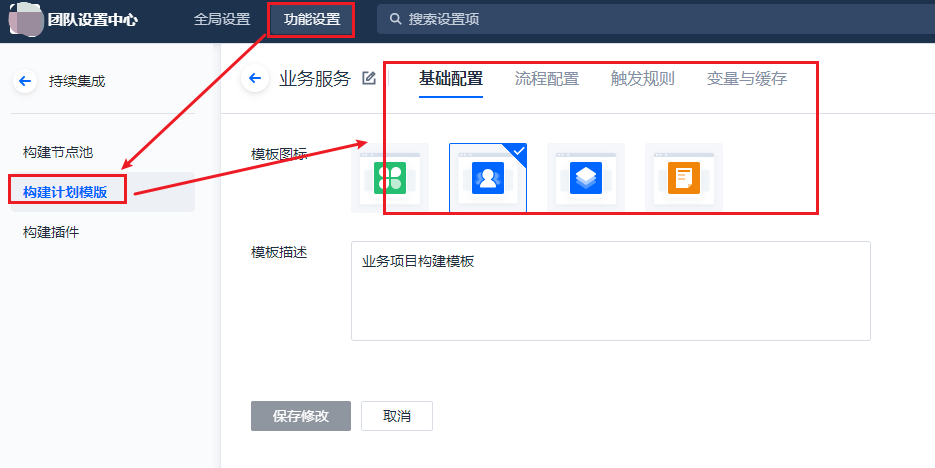 团队设置中心 全局设置 功能设置 搜索设置项
持续集成
业务服务 基础配置 流程配置 触发规则 变量与缓存
构建节点池
构建计划模版
构建插件
模板图标
模板描述
业务项目构建模板
保存修改 取消